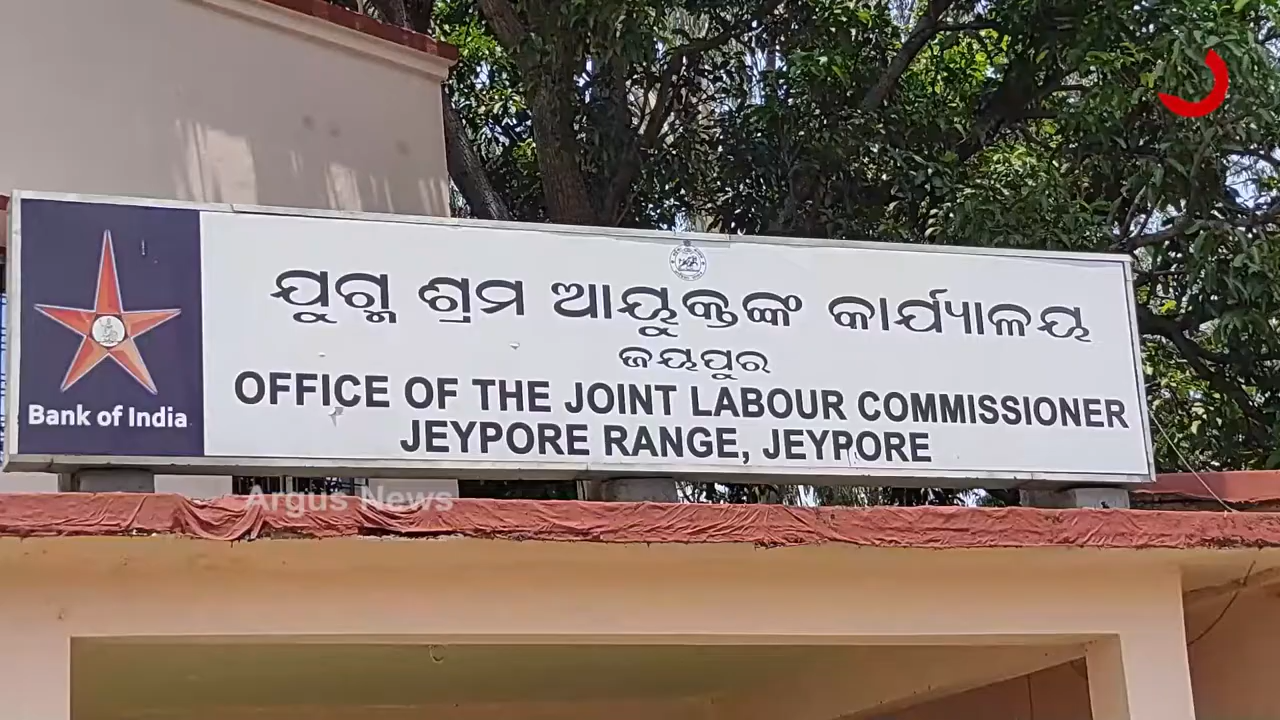 ଯୁଗ୍ମ ଶ୍ରମ ଆୟୁକ୍ତଙ୍କ କାର୍ଯ୍ୟାଳୟ
ଜୟପୁର
OFFICE OF THE JOINT LABOUR COMMISSIONER
JEYPORE RANGE, JEYPORE
Bank of India
Argus News